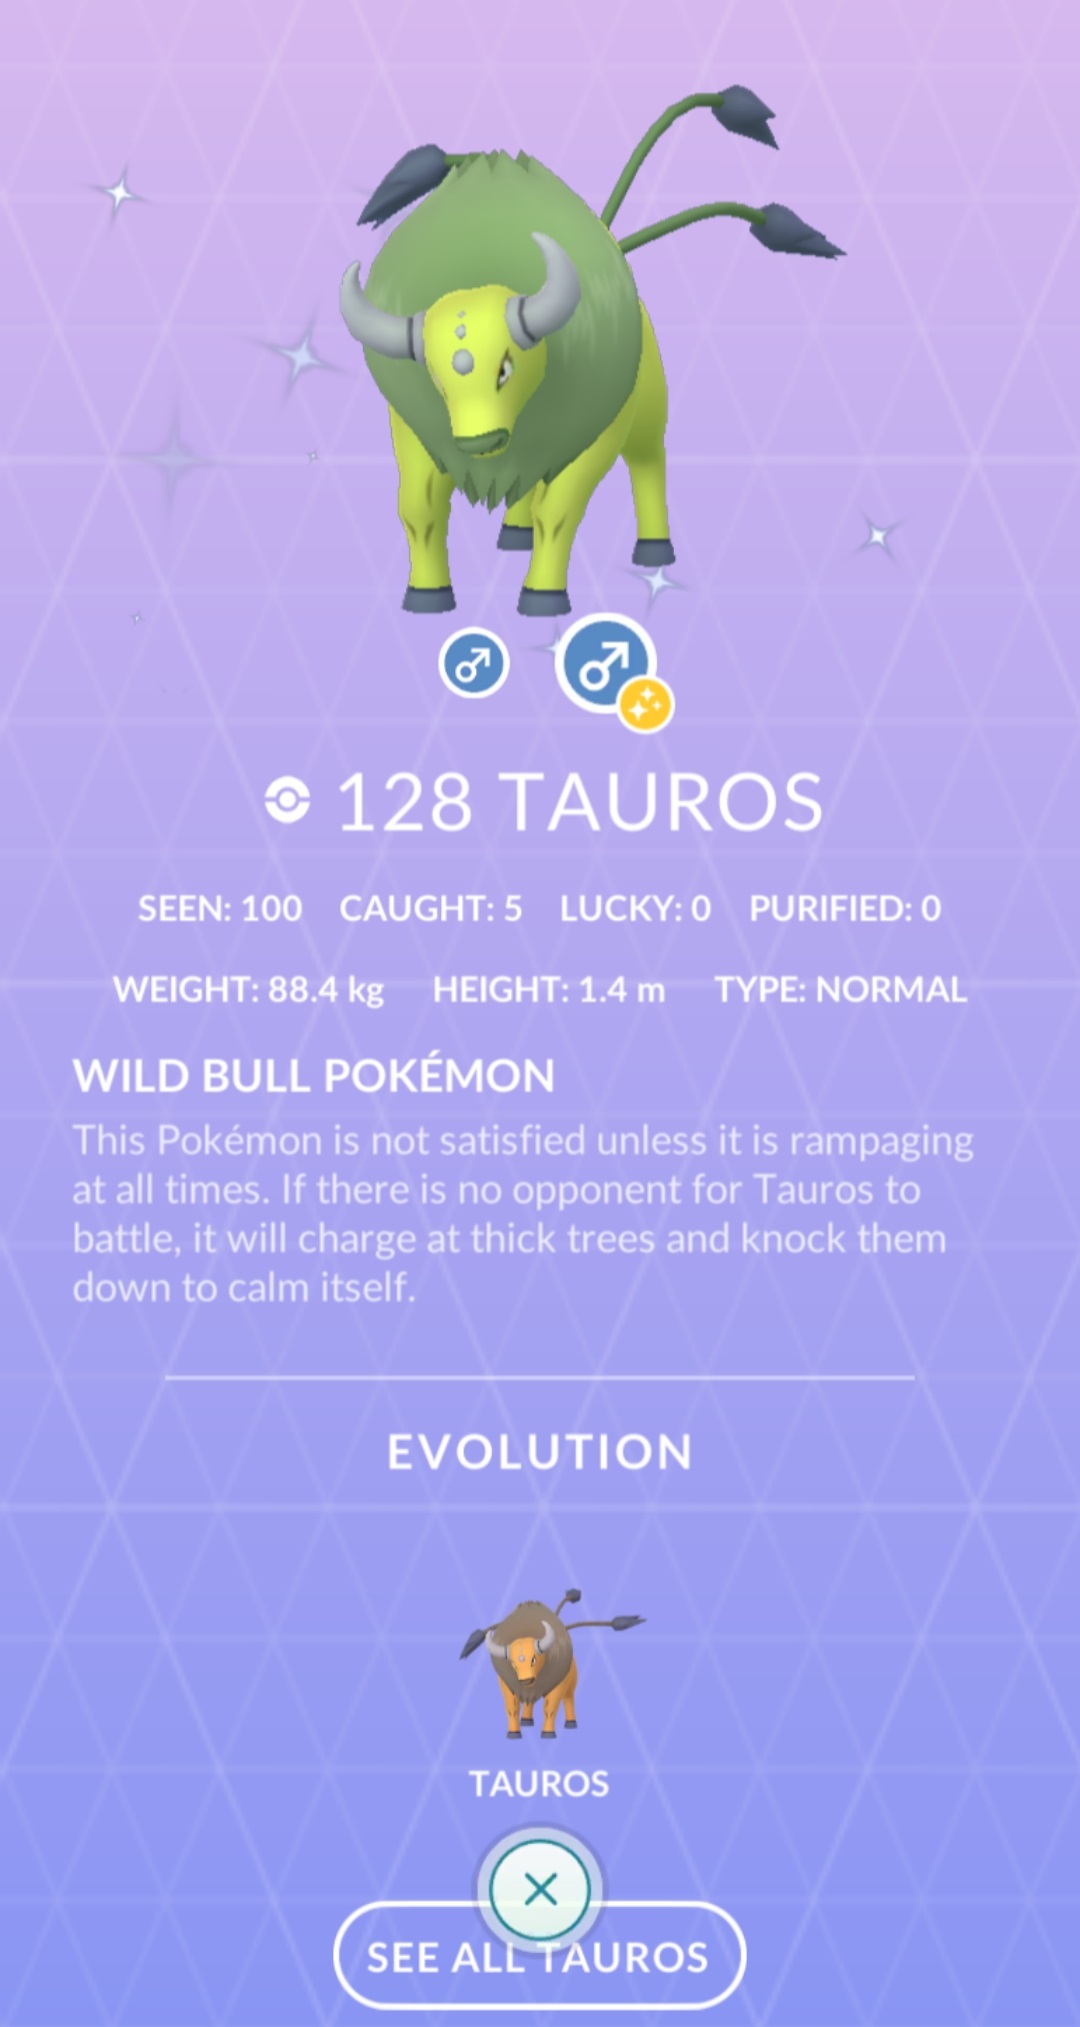 128 TAUROS
SEEN: 100 CAUGHT: 5 LUCKY: 0 PURIFIED: 0
WEIGHT: 88.4 kg HEIGHT: 1.4 m TYPE: NORMAL
WILD BULL POKÉMON
This Pokémon is not satisfied unless it is rampaging
at all times. If there is no opponent for Tauros to
battle, it will charge at thick trees and knock them
down to calm itself.
EVOLUTION
TAUROS
SEE ALL TAUROS